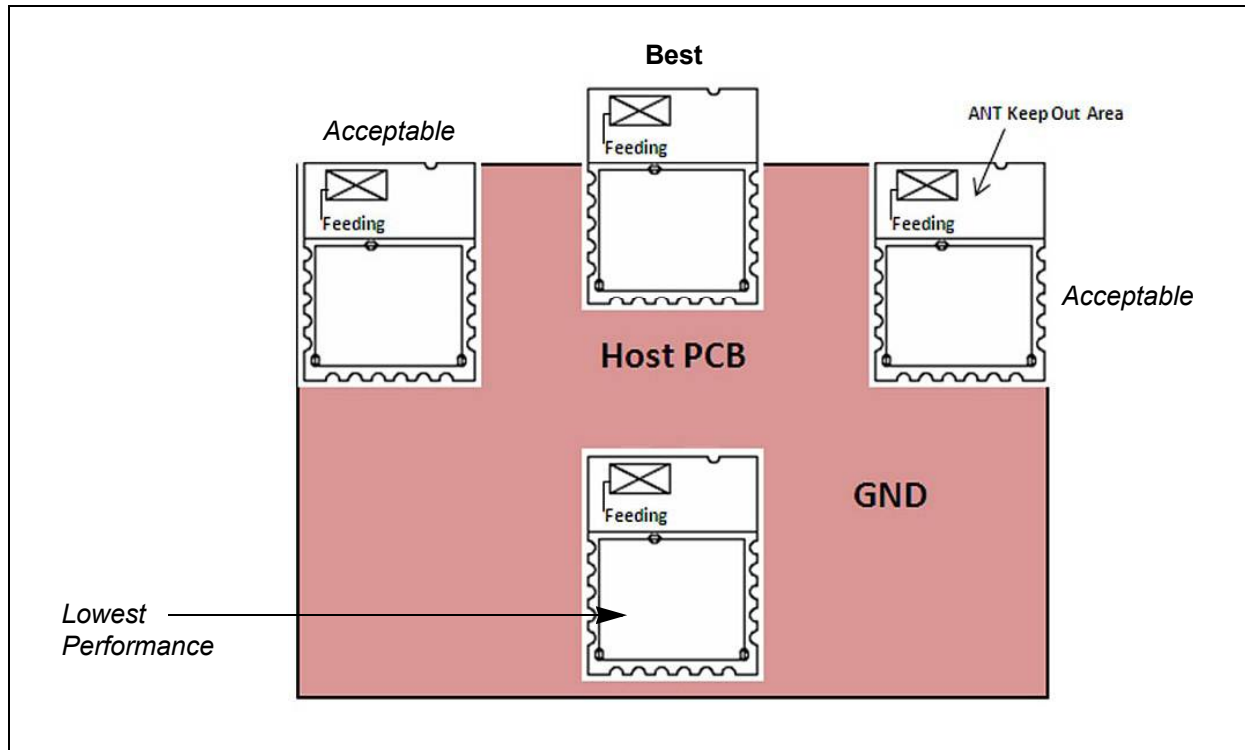 Best
Acceptable
ANT Keep Out Area
Feeding
Feeding
Feeding
Acceptable
Host PCB
GND
Feeding
Lowest
Performance